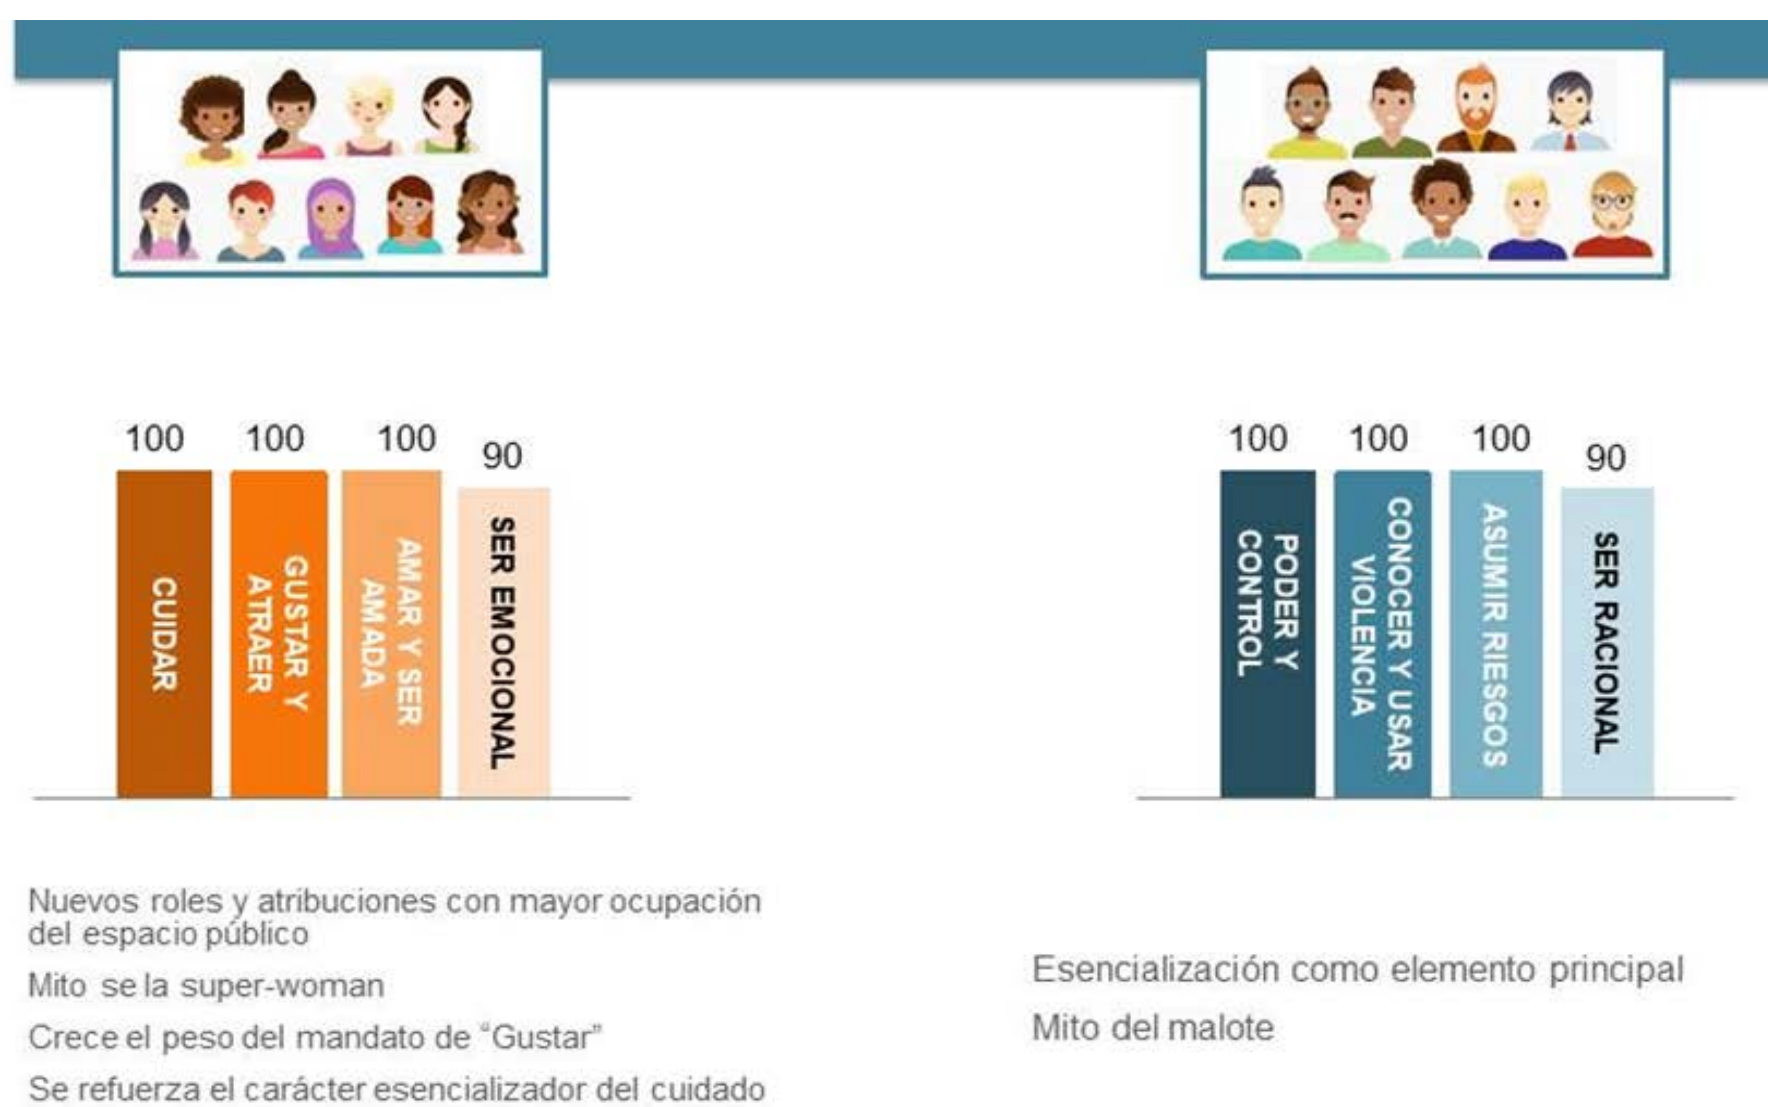 100
100
100
90
CUIDAR
GUSTAR Y
ATRAER
AMAR Y SER
AMADA
SER EMOCIONAL
100
100
100
90
PODER Y
CONTROL
CONOCER Y USAR
VIOLENCIA
ASUMIR RIESGOS
SER RACIONAL
Nuevos roles y atribuciones con mayor ocupación
del espacio público
Mito se la super-woman
Crece el peso del mandato de “Gustar”
Se refuerza el carácter esencializador del cuidado
Esencialización como elemento principal
Mito del malote